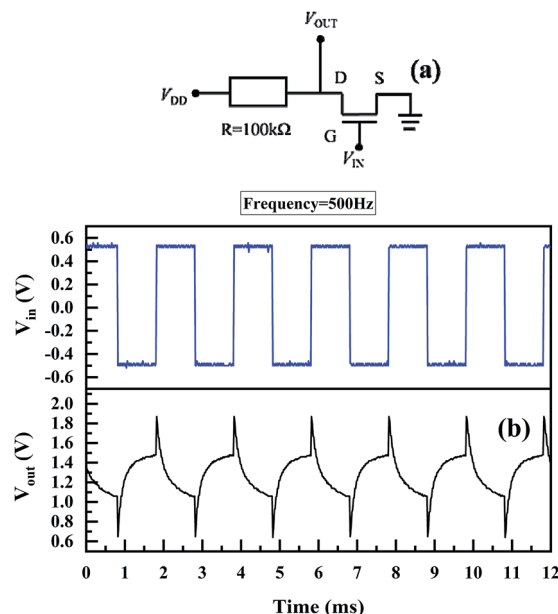 V_OUT
D S (a)
V_DD
R=100kΩ G
V_IN
Frequency=500Hz
0.6
0.4
0.2
0.0
-0.2
-0.4
-0.6
V_in (V)
2.0
1.8
1.6
1.4
1.2
1.0
0.8
0.6
V_out (V)
(b)
0 1 2 3 4 5 6 7 8 9 10 11 12
Time (ms)